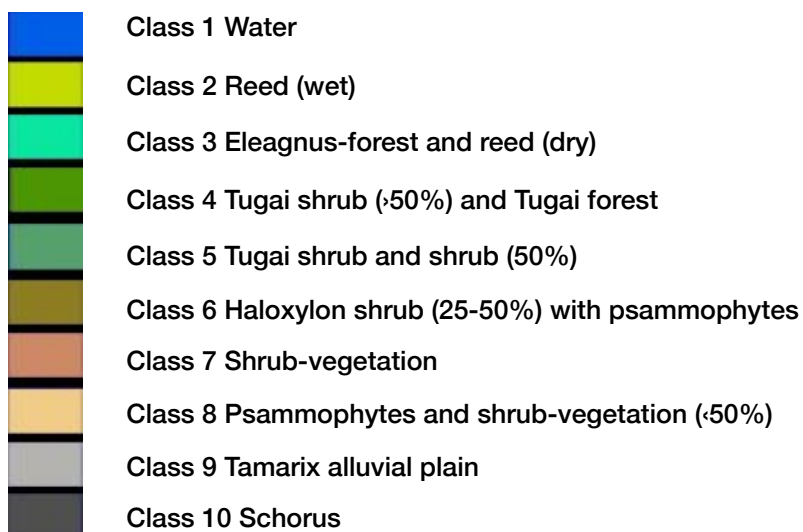 Class 1 Water
Class 2 Reed (wet)
Class 3 Eleagnus-forest and reed (dry)
Class 4 Tugai shrub (›50%) and Tugai forest
Class 5 Tugai shrub and shrub (50%)
Class 6 Haloxylon shrub (25-50%) with psammophytes
Class 7 Shrub-vegetation
Class 8 Psammophytes and shrub-vegetation (‹50%)
Class 9 Tamarix alluvial plain
Class 10 Schorus